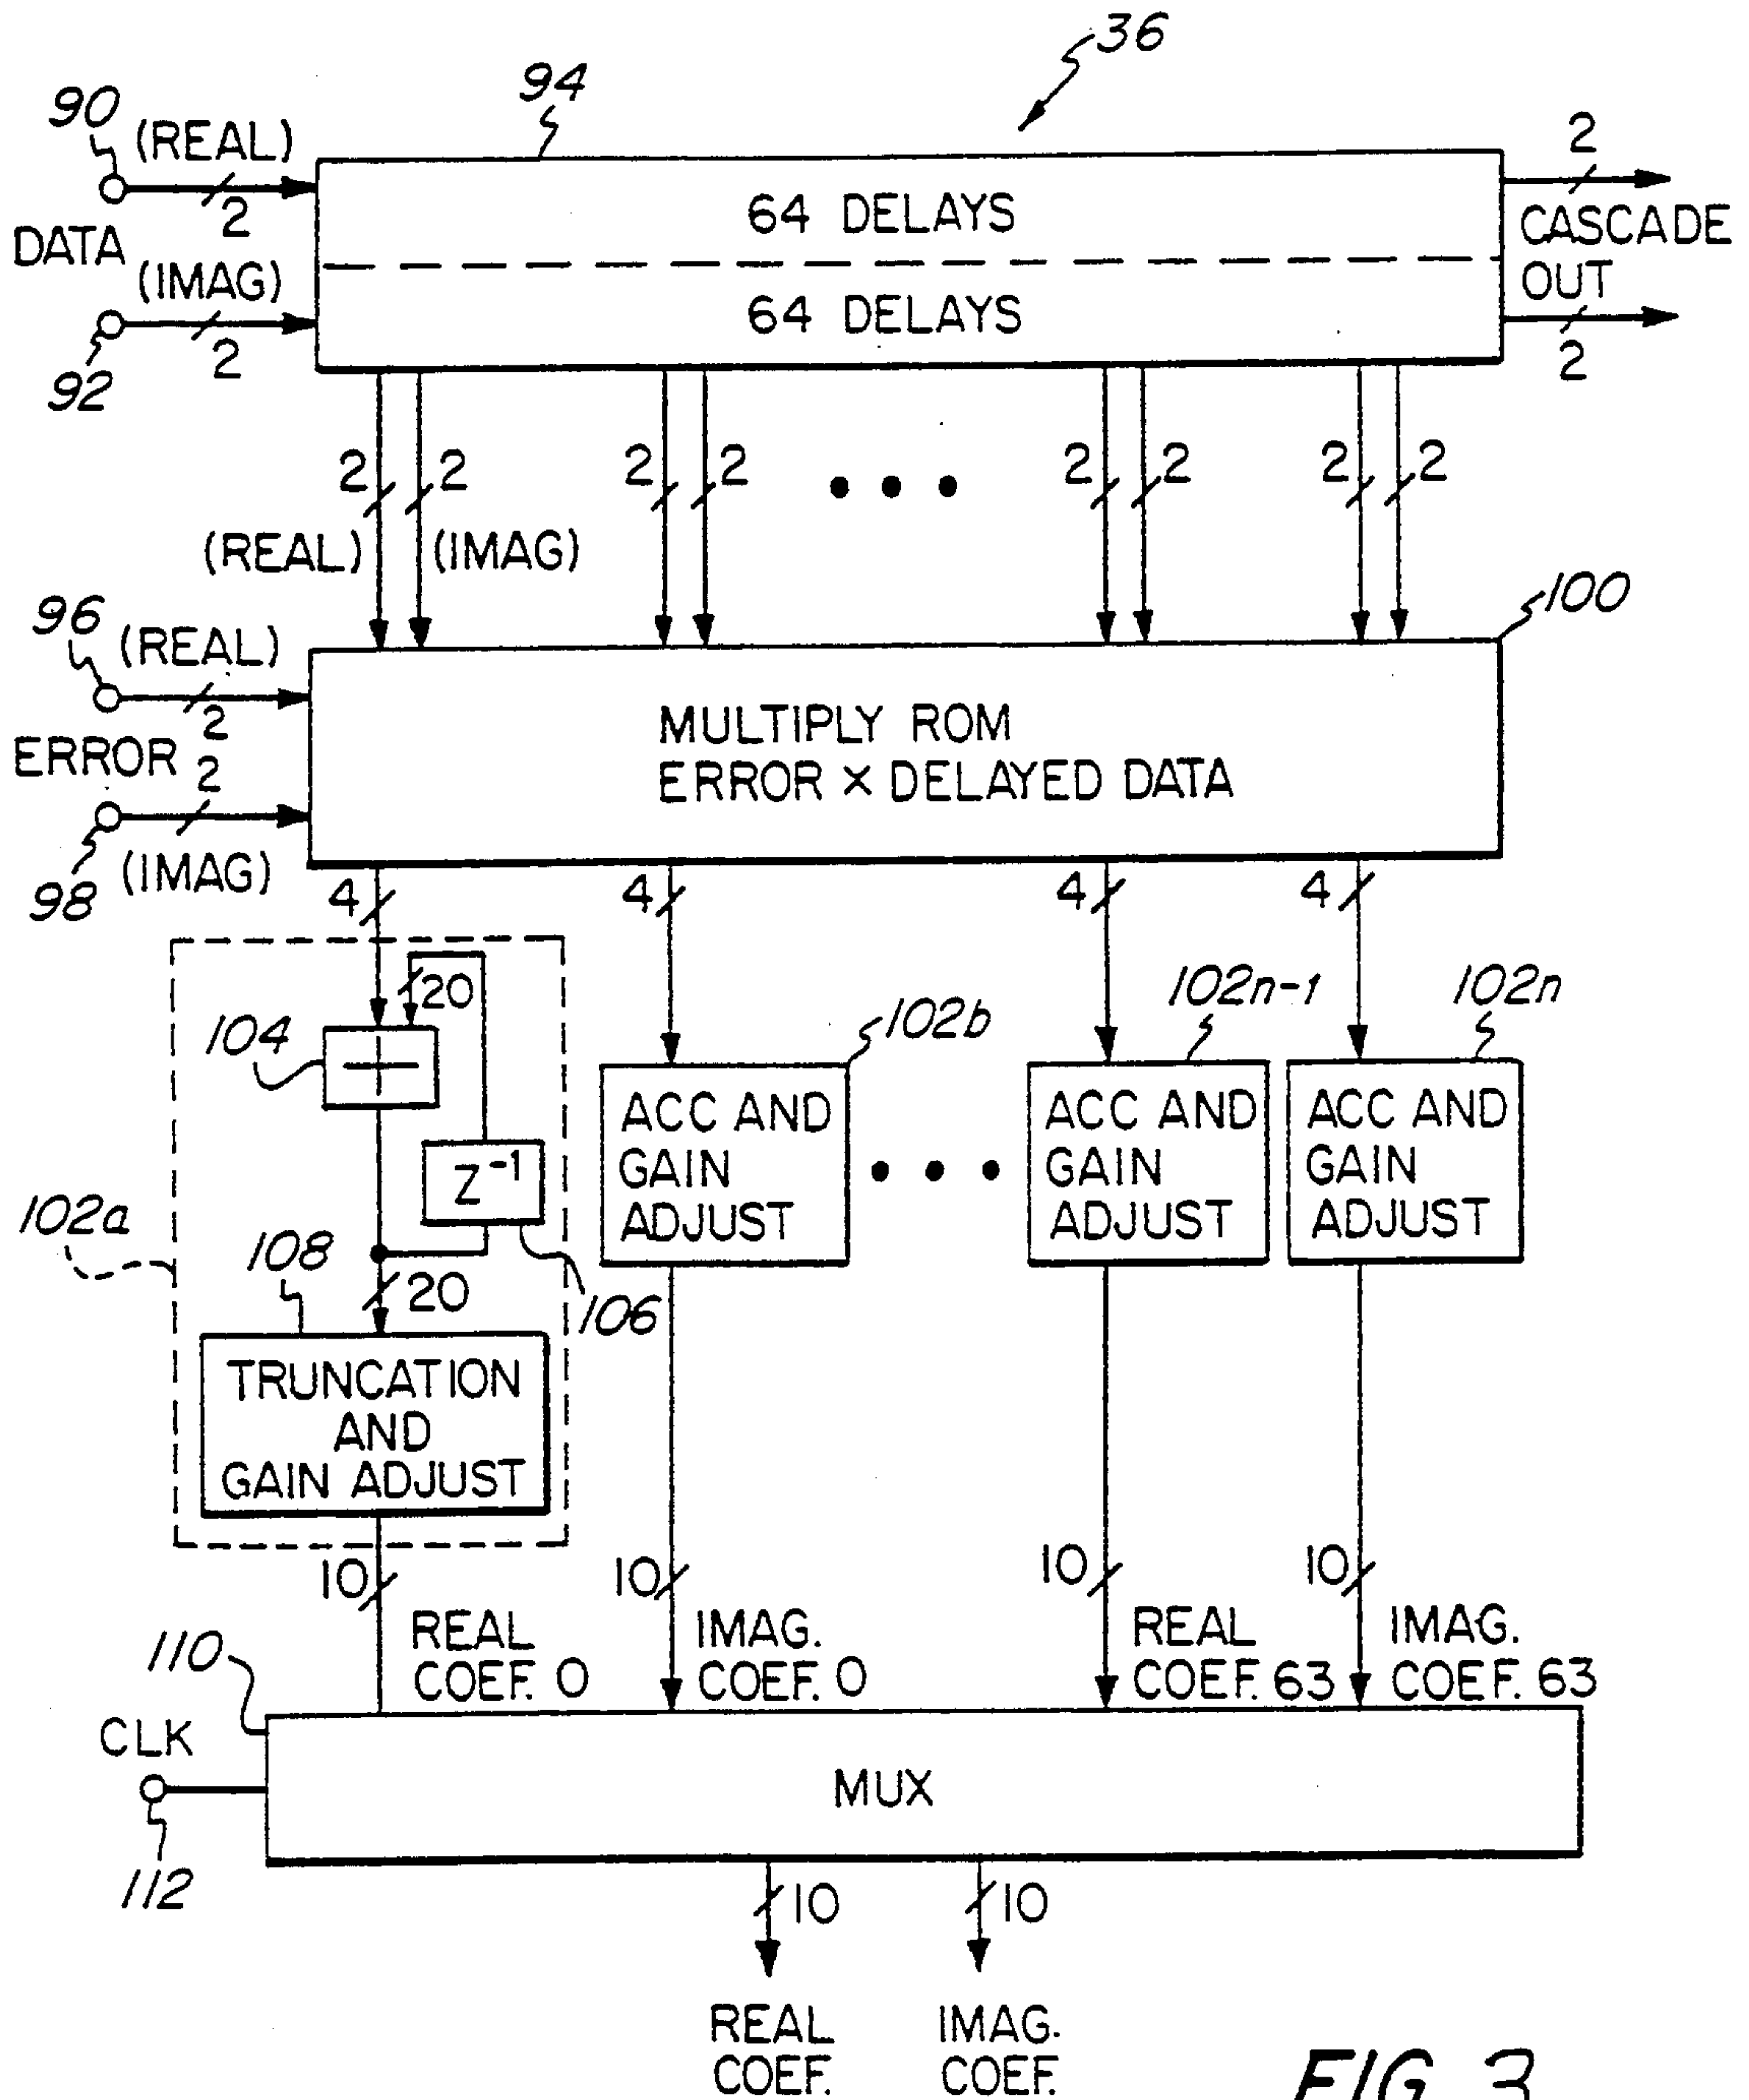 36
94
90
(REAL)
2
2
64 DELAYS
DATA
CASCADE
(IMAG)
OUT
64 DELAYS
2
2
92
2 2 2 2 2 2 2 2
(REAL) (IMAG)
100
96
(REAL)
2
MULTIPLY ROM
ERROR 2
ERROR × DELAYED DATA
98 (IMAG)
4 4 4 4
20
102n-1 102n
104
102b
ACC AND
GAIN
ADJUST
ACC AND
GAIN
ADJUST
ACC AND
GAIN
ADJUST
Z⁻¹
102a
108
20
106
TRUNCATION
AND
GAIN ADJUST
10 10 10 10
REAL
COEF. 0
IMAG.
COEF. 0
REAL
COEF. 63
IMAG.
COEF. 63
110
CLK
MUX
112
10 10
REAL
COEF.
IMAG.
COEF.
FIG. 3